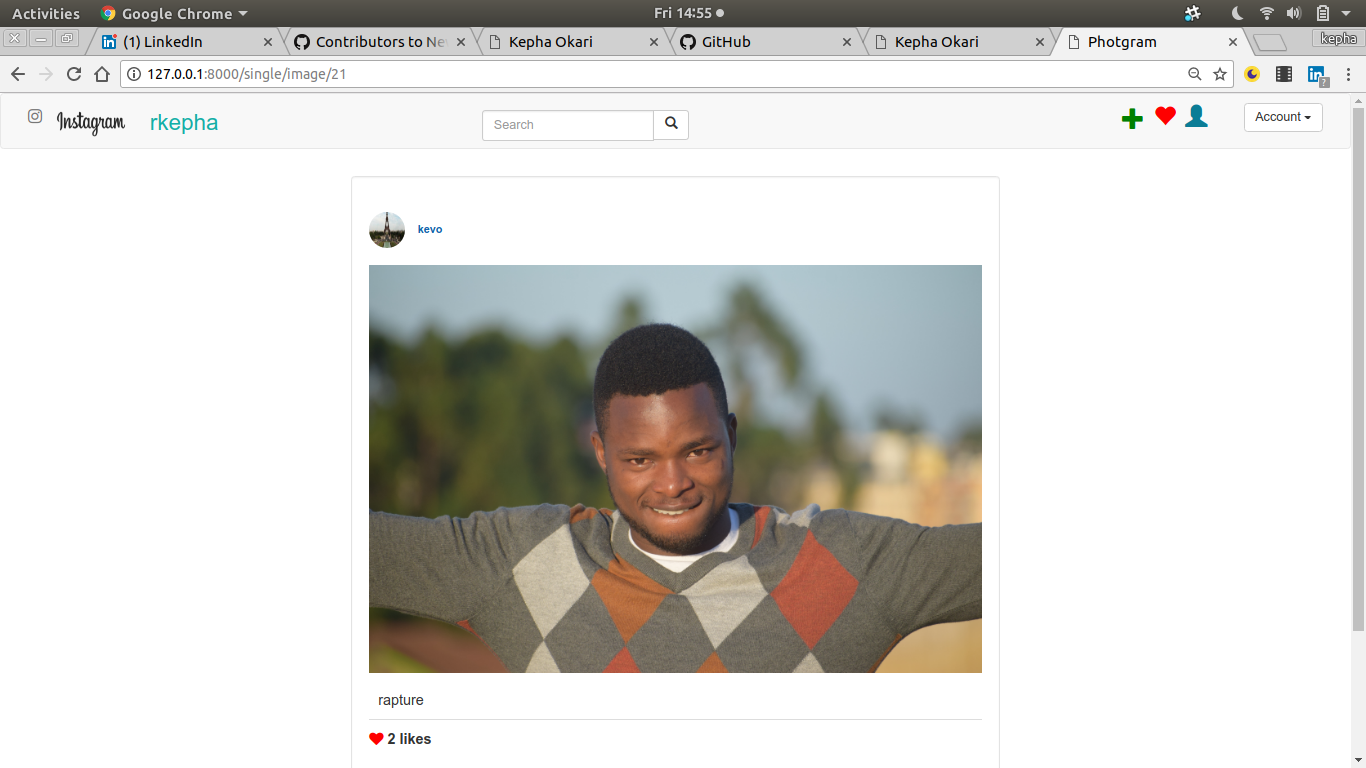 Activities Google Chrome Fri 14:55
(1) LinkedIn Contributors to Ne Kepha Okari GitHub Kepha Okari Photgram kepha
127.0.0.1:8000/single/image/21
Instagram rkepha Search Account
kevo
rapture
2 likes